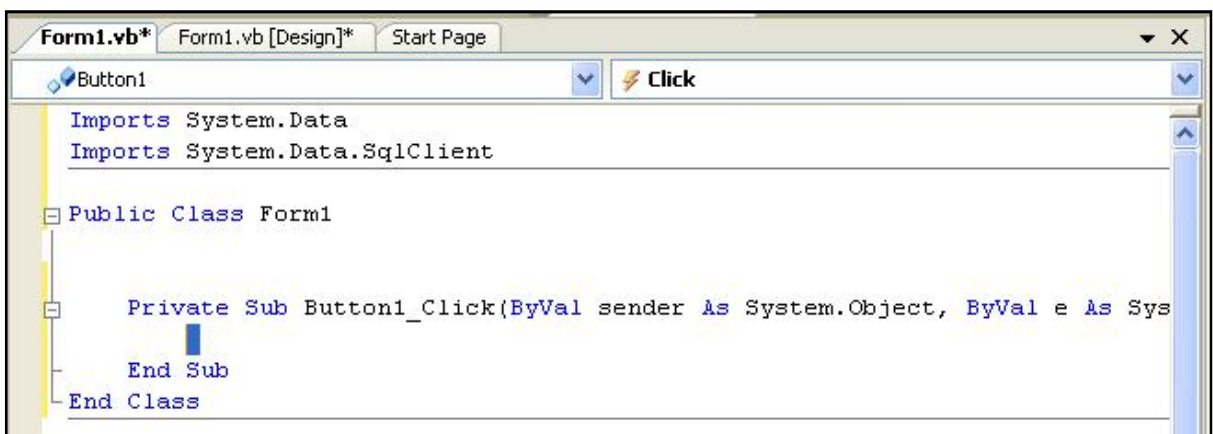 Form1.vb* Form1.vb [Design]* Start Page
Button1 Click
Imports System.Data
Imports System.Data.SqlClient
Public Class Form1
Private Sub Button1_Click(ByVal sender As System.Object, ByVal e As Sys
End Sub
End Class